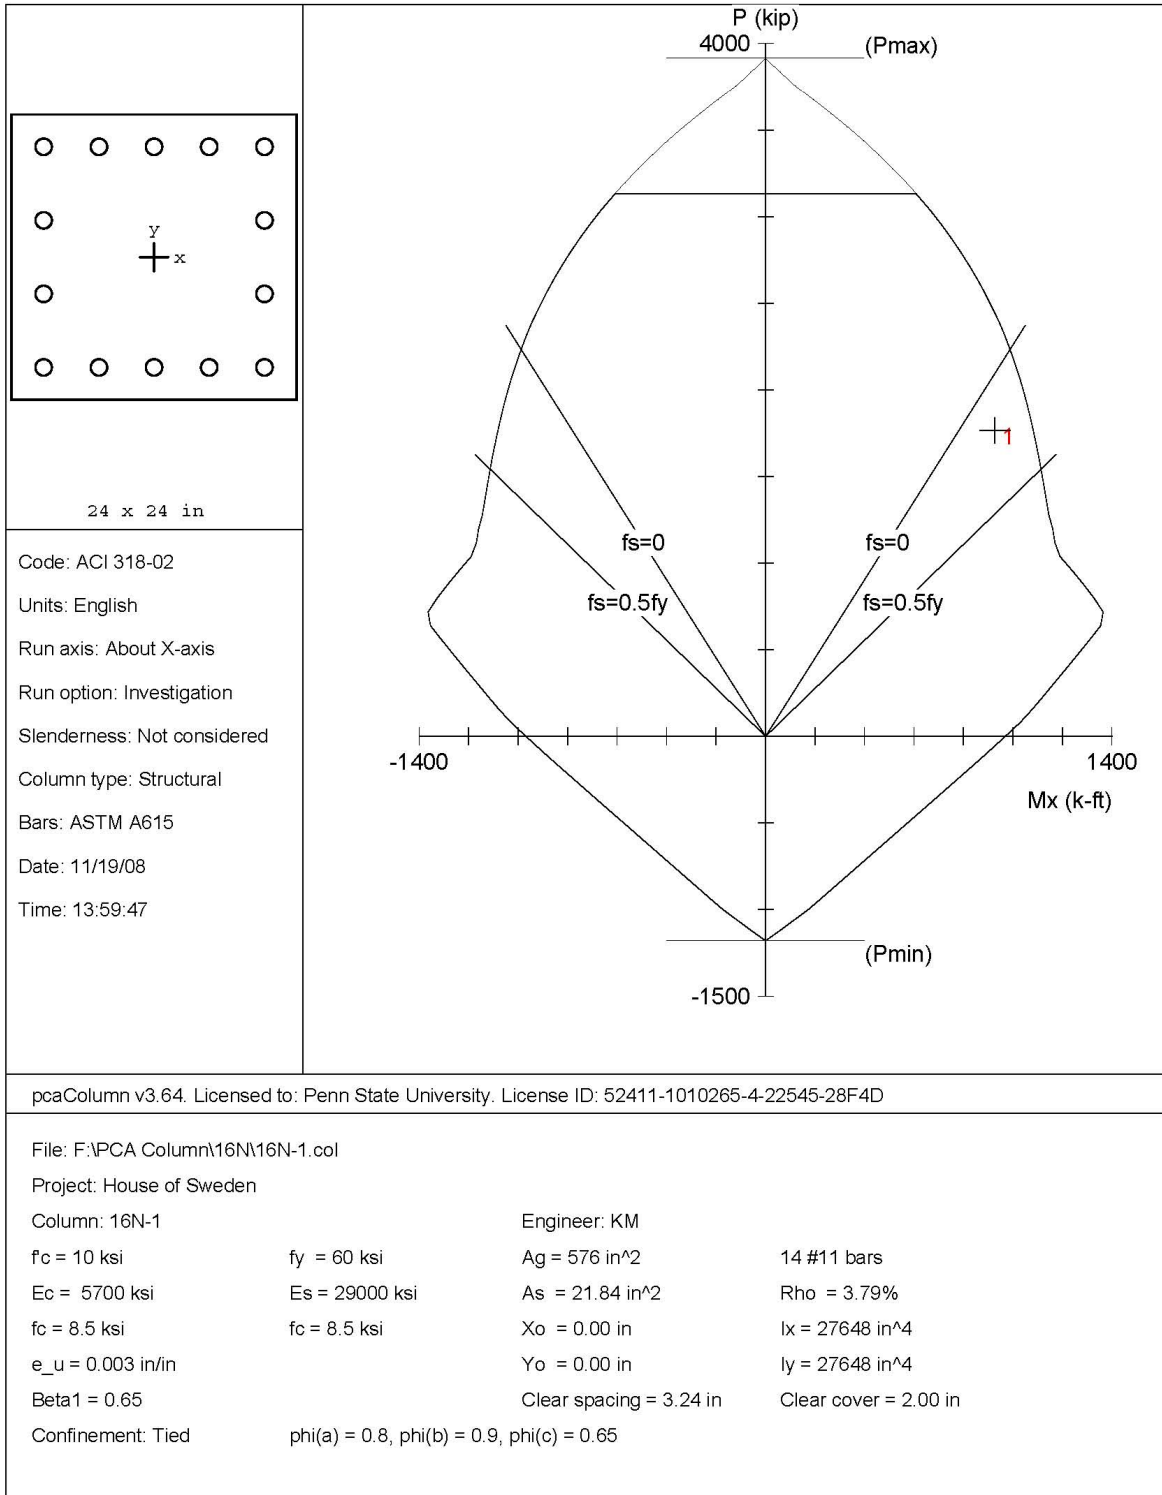 P (kip)
4000
(Pmax)
y
x
fs=0
fs=0
fs=0.5fy
fs=0.5fy
-1400
1400
Mx (k-ft)
(Pmin)
-1500
1
24 x 24 in
Code: ACI 318-02
Units: English
Run axis: About X-axis
Run option: Investigation
Slenderness: Not considered
Column type: Structural
Bars: ASTM A615
Date: 11/19/08
Time: 13:59:47
pcaColumn v3.64. Licensed to: Penn State University. License ID: 52411-1010265-4-22545-28F4D
File: F:\PCA Column\16N\16N-1.col
Project: House of Sweden
Column: 16N-1 Engineer: KM
f'c = 10 ksi fy = 60 ksi Ag = 576 in^2 14 #11 bars
Ec = 5700 ksi Es = 29000 ksi As = 21.84 in^2 Rho = 3.79%
fc = 8.5 ksi fc = 8.5 ksi Xo = 0.00 in Ix = 27648 in^4
e_u = 0.003 in/in Yo = 0.00 in Iy = 27648 in^4
Beta1 = 0.65 Clear spacing = 3.24 in Clear cover = 2.00 in
Confinement: Tied phi(a) = 0.8, phi(b) = 0.9, phi(c) = 0.65